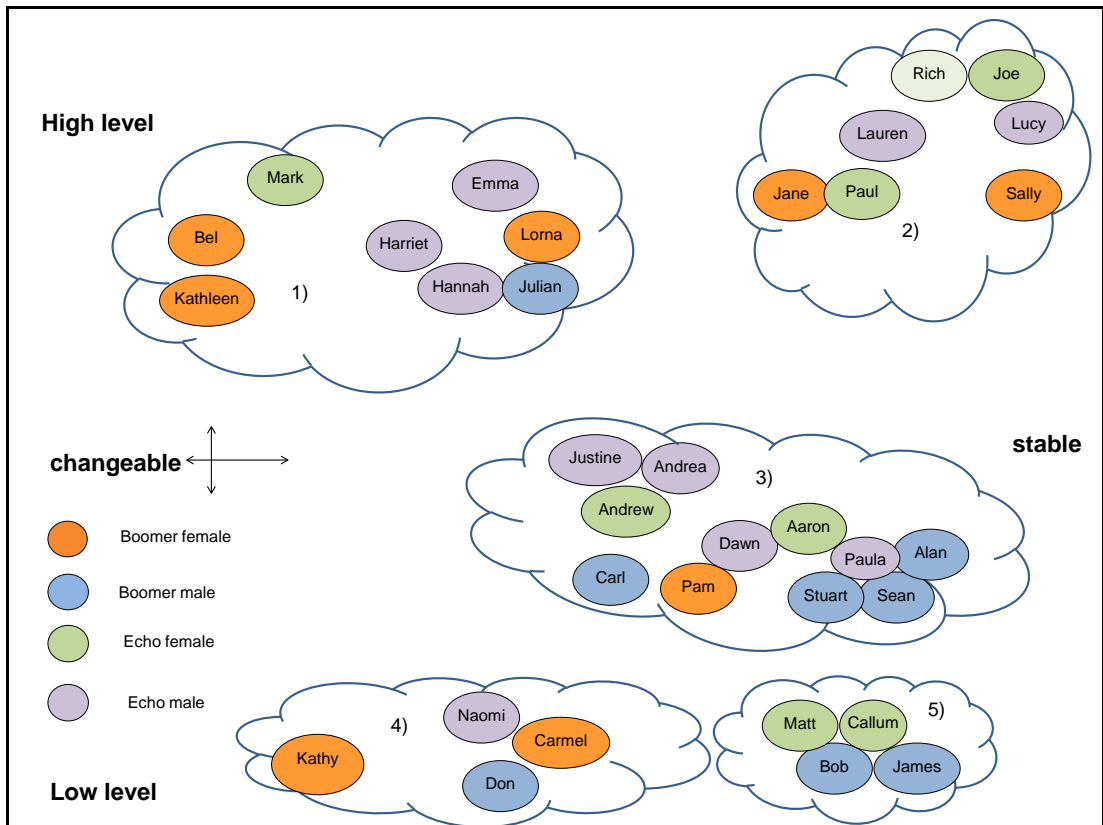 Rich
Joe
Lucy
Lauren
Jane
Paul
Sally
2)
High level
Mark
Emma
Bel
Harriet
Lorna
Kathleen
1)
Hannah
Julian
changeable
stable
Justine
Andrea
3)
Andrew
Aaron
Dawn
Paula
Alan
Carl
Pam
Stuart
Sean
Boomer female
Boomer male
Echo female
Echo male
4)
Naomi
Carmel
Kathy
Don
5)
Matt
Callum
Bob
James
Low level